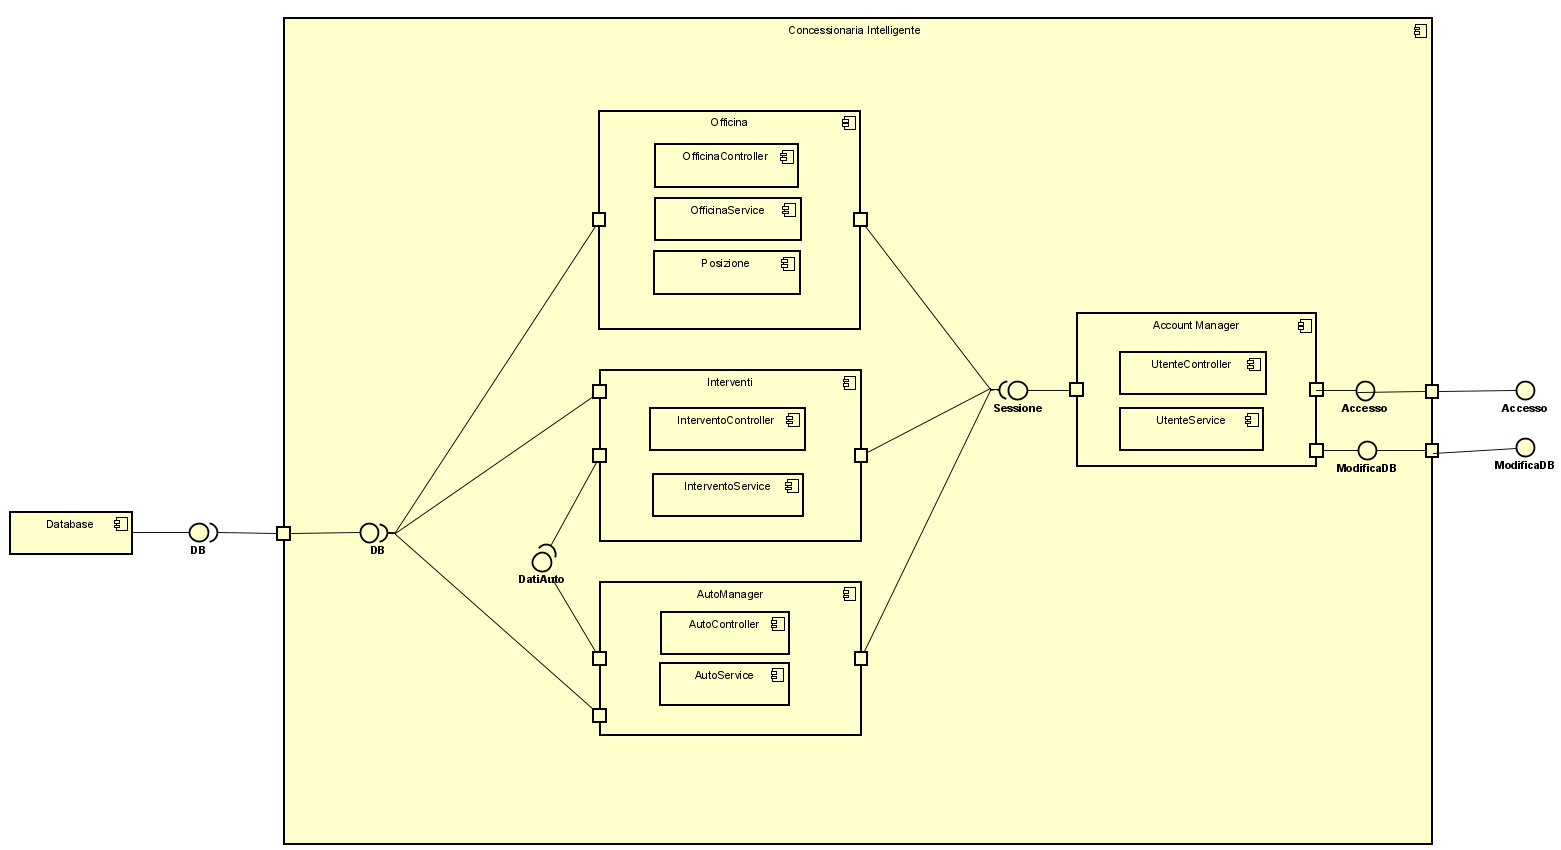 Concessionaria Intelligente
Officina
OfficinaController
OfficinaService
Posizione
Interventi
InterventoController
InterventoService
AutoManager
AutoController
AutoService
Account Manager
UtenteController
UtenteService
Database
DB
DB
DatiAuto
Sessione
Accesso
ModificaDB
Accesso
ModificaDB